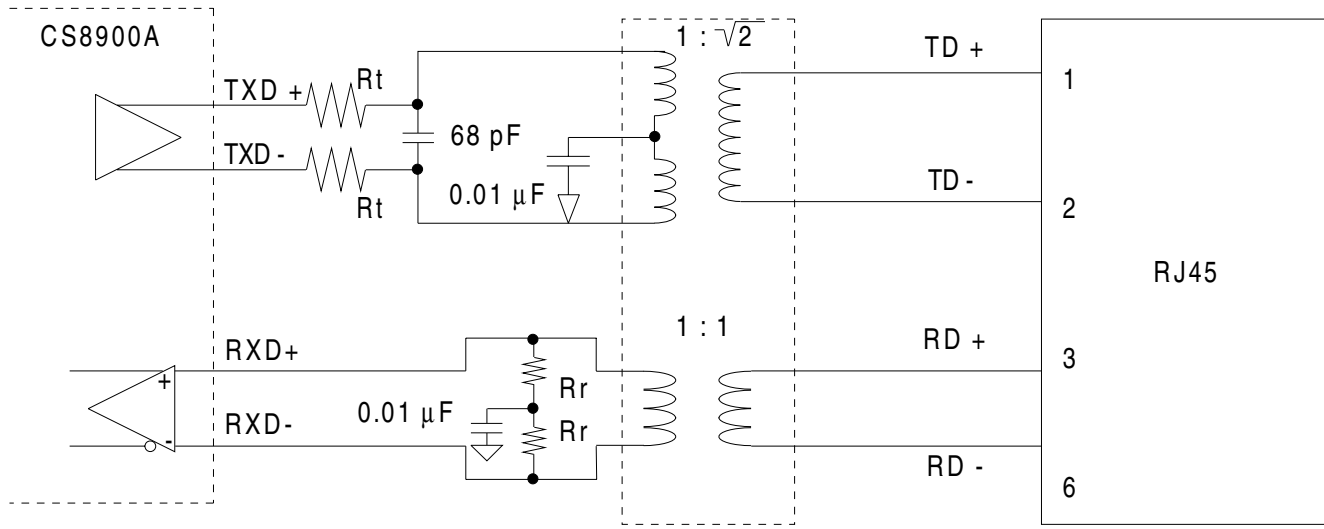 CS8900A
1 : √2
TD +
1
TXD +
Rt
68 pF
TXD -
Rt
0.01 μF
TD -
2
RJ45
1 : 1
RXD+
RD +
3
+
Rr
0.01 μF
RXD-
Rr
-
RD -
6